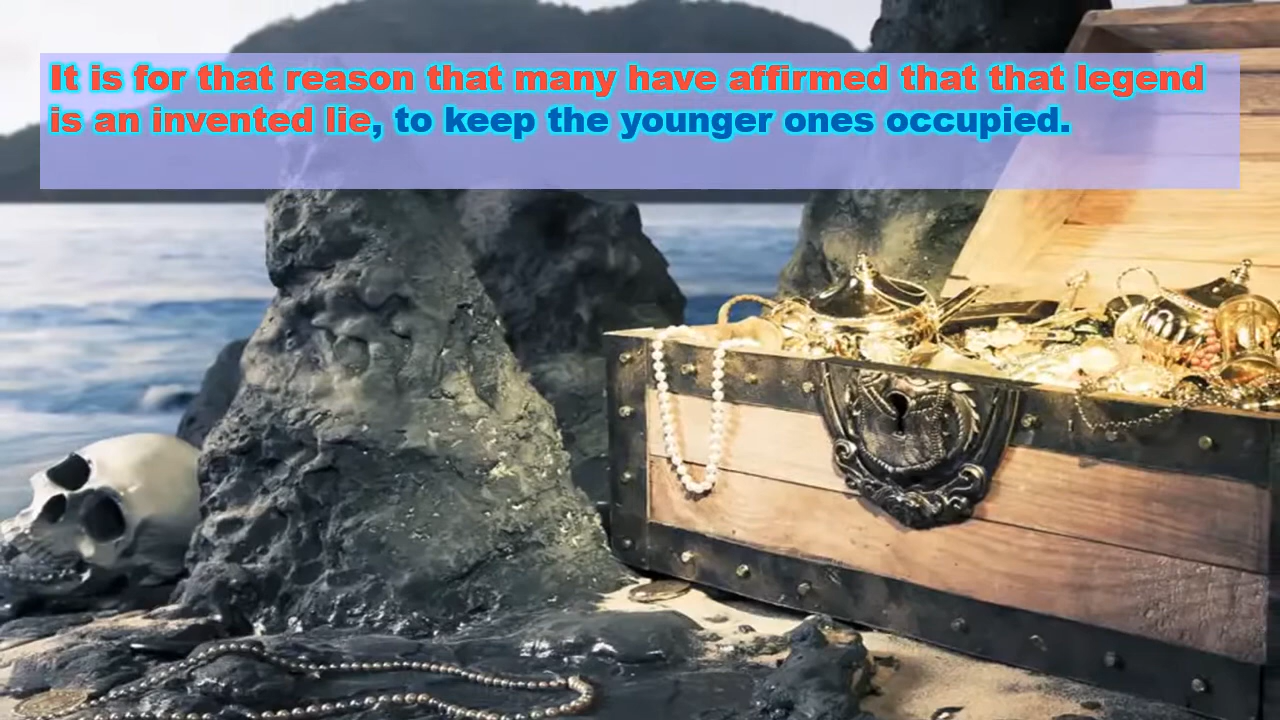 It is for that reason that many have affirmed that that legend
is an invented lie, to keep the younger ones occupied.